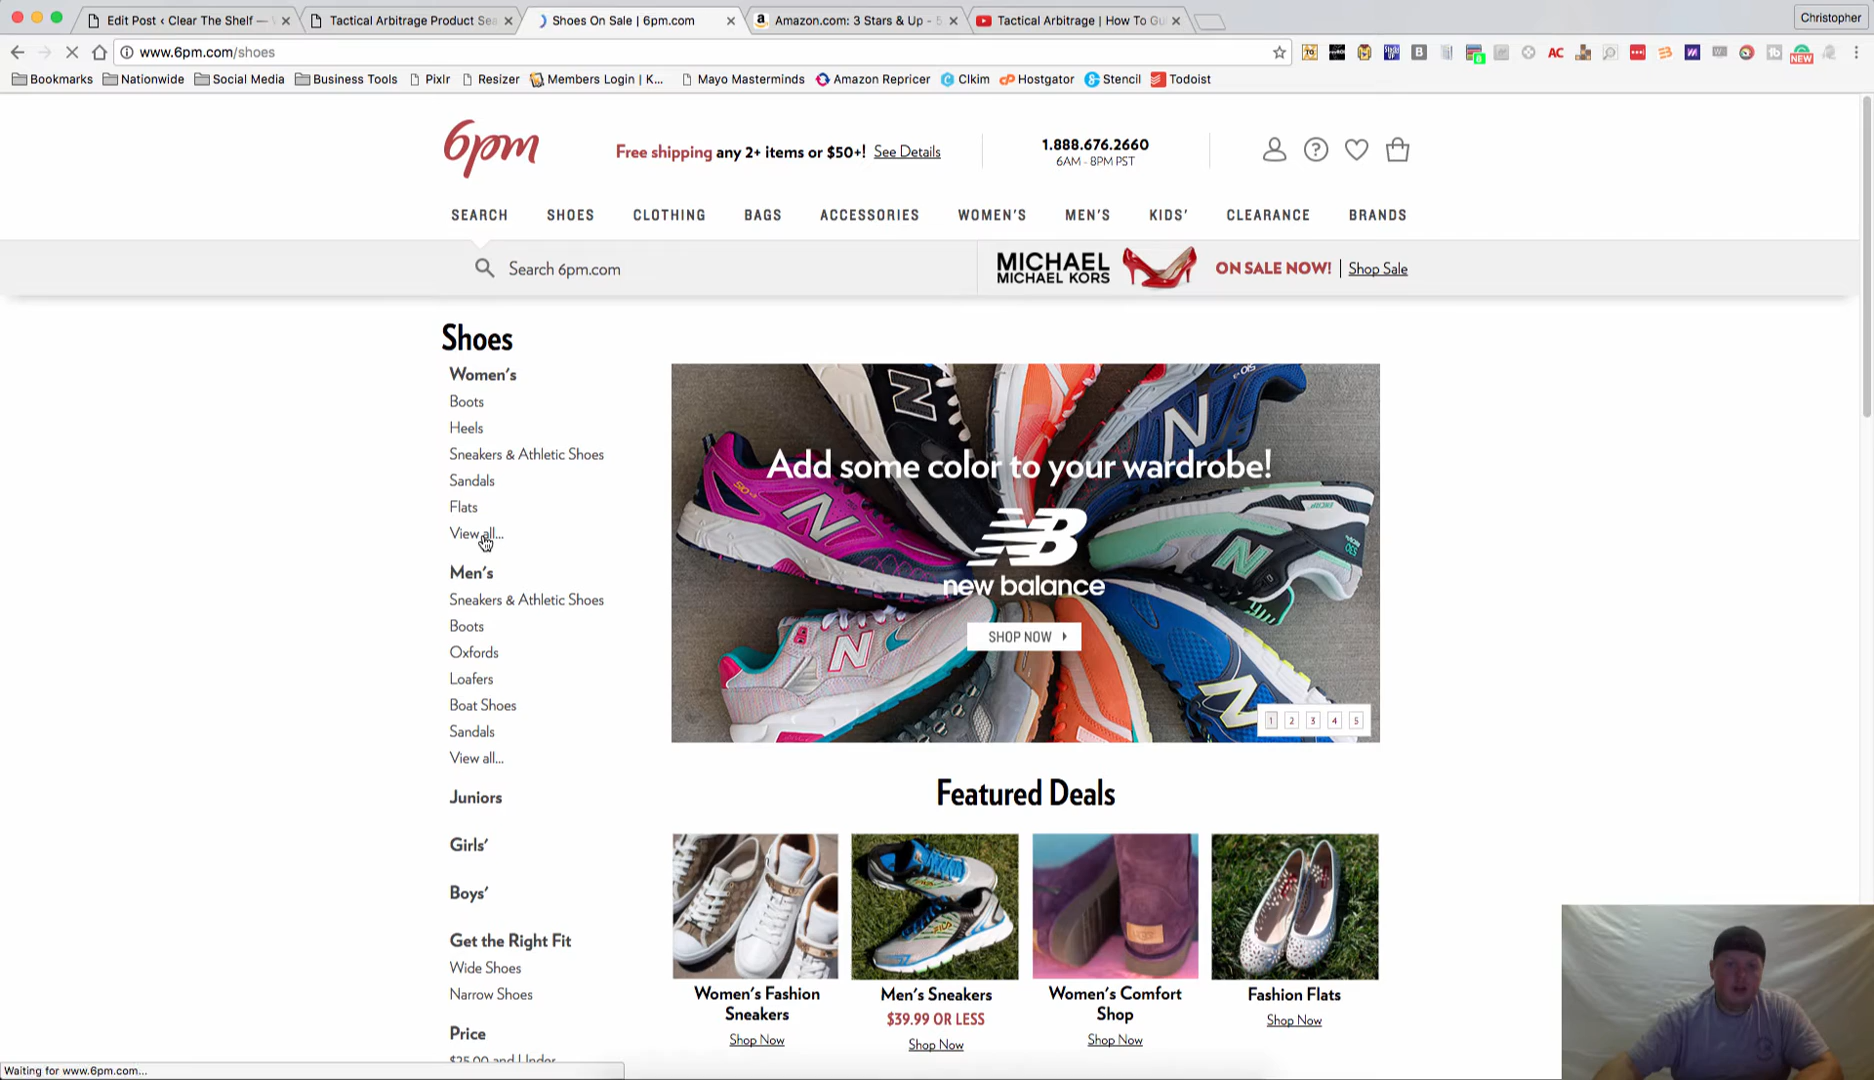 Edit Post ‹ Clear The Shelf —
Tactical Arbitrage Product Sea
Shoes On Sale | 6pm.com
Amazon.com: 3 Stars & Up - 5
Tactical Arbitrage | How To Gu
Christopher
www.6pm.com/shoes
Bookmarks Nationwide Social Media Business Tools Pixlr Resizer Members Login | K... Mayo Masterminds Amazon Repricer Clkim Hostgator Stencil Todoist
6pm
Free shipping any 2+ items or $50+! See Details
1.888.676.2660
6AM - 8PM PST
SEARCH SHOES CLOTHING BAGS ACCESSORIES WOMEN'S MEN'S KIDS' CLEARANCE BRANDS
Search 6pm.com
MICHAEL
MICHAEL KORS
ON SALE NOW! | Shop Sale
Shoes
Women's
Boots
Heels
Sneakers & Athletic Shoes
Sandals
Flats
View all...
Men's
Sneakers & Athletic Shoes
Boots
Oxfords
Loafers
Boat Shoes
Sandals
View all...
Juniors
Girls'
Boys'
Get the Right Fit
Wide Shoes
Narrow Shoes
Price
$25.00 and Under
Add some color to your wardrobe!
new balance
SHOP NOW
1 2 3 4 5
Featured Deals
Women's Fashion
Sneakers
Shop Now
Men's Sneakers
$39.99 OR LESS
Shop Now
Women's Comfort
Shop
Shop Now
Fashion Flats
Shop Now
Waiting for www.6pm.com...